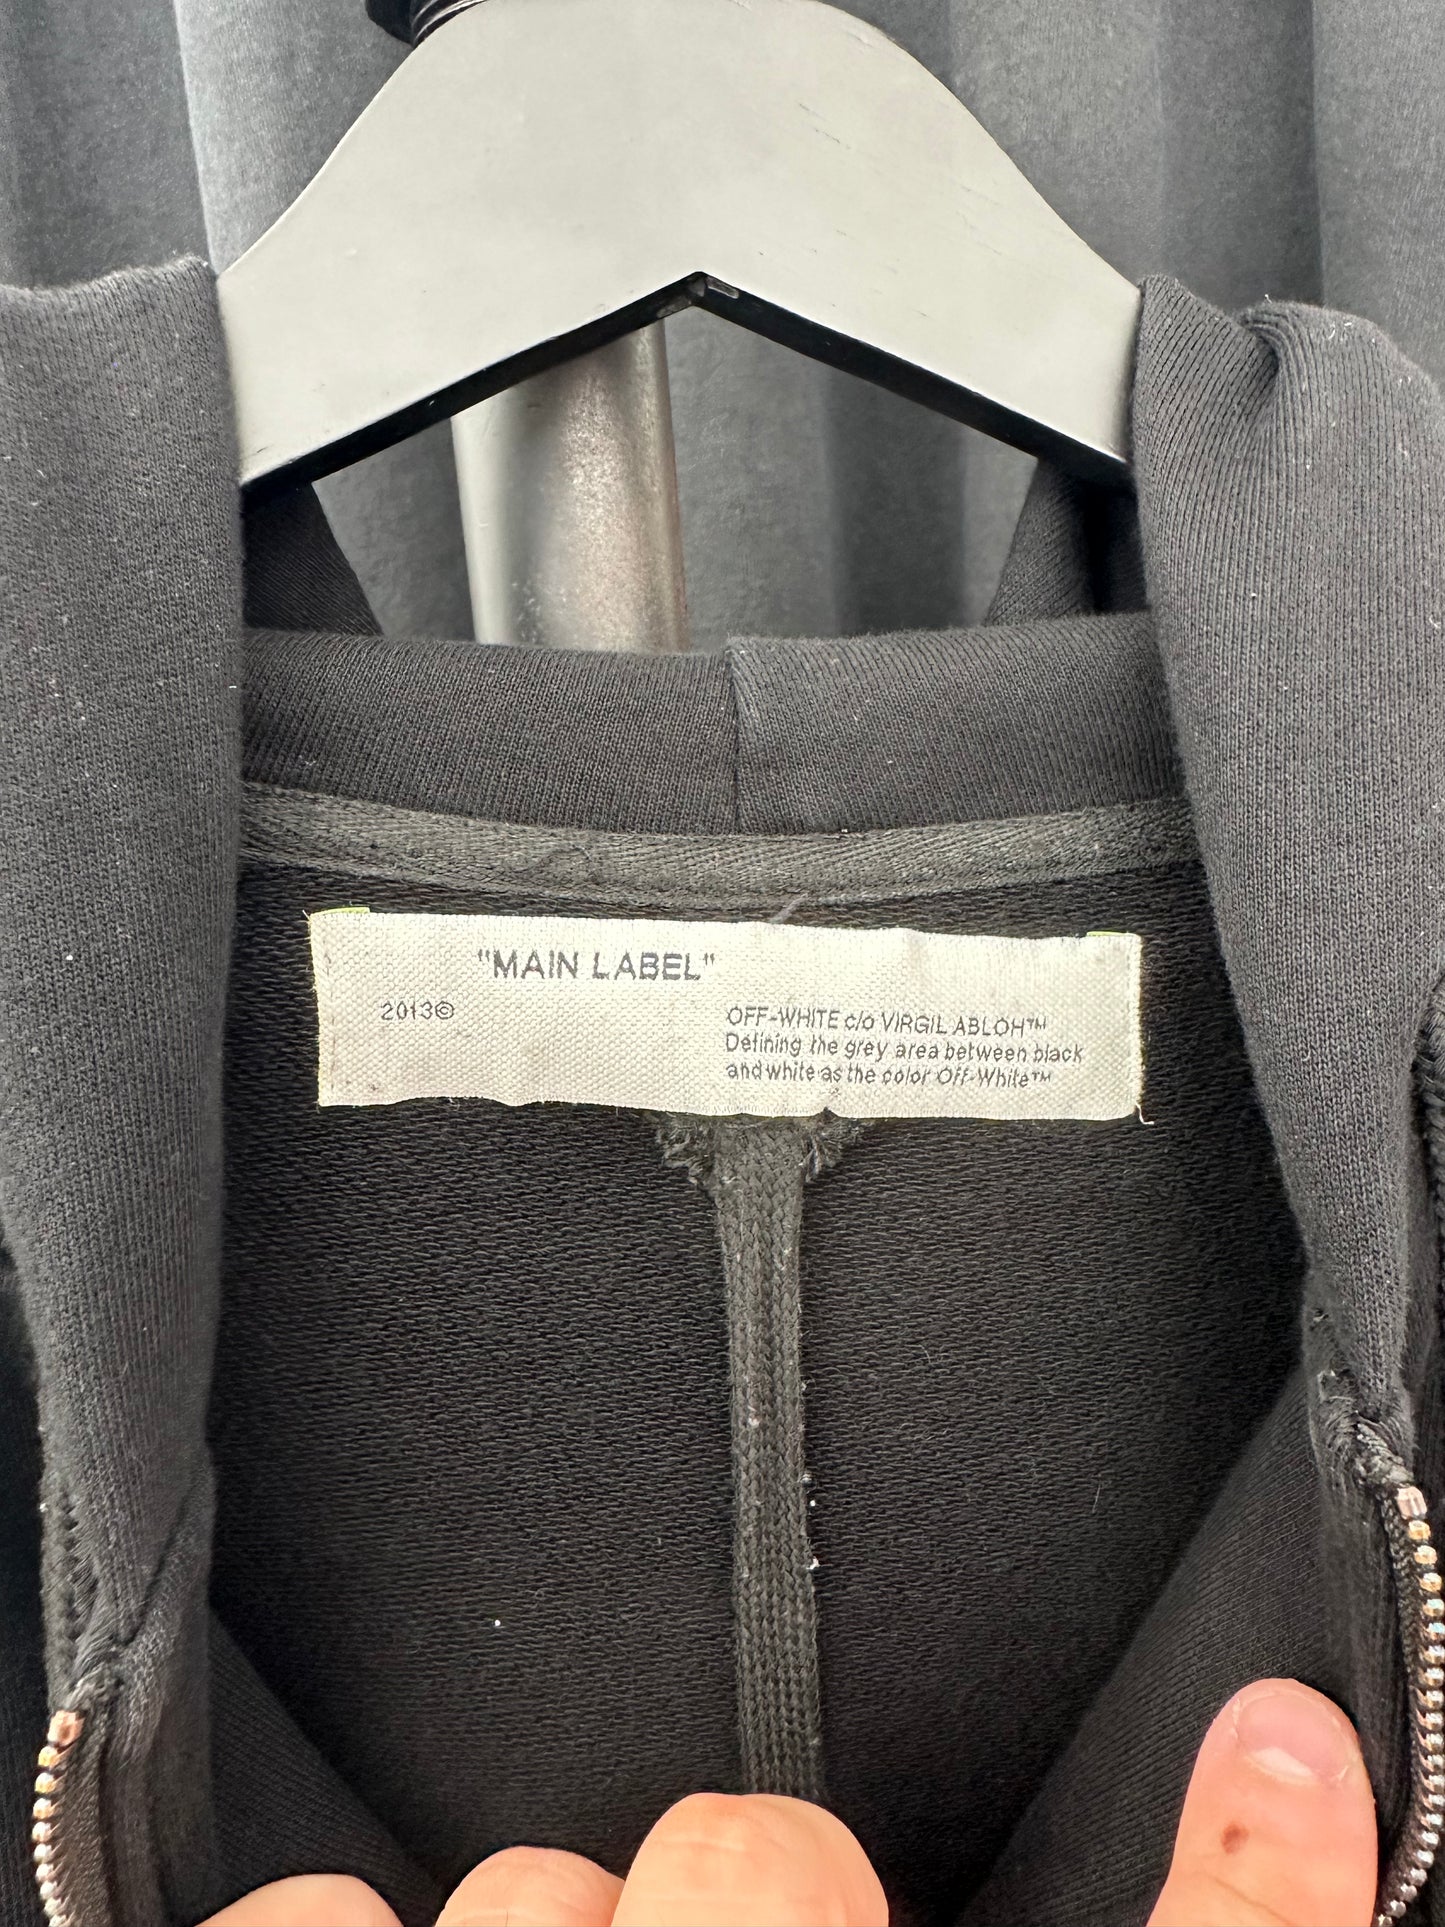 "MAIN LABEL"
2013©
OFF-WHITE c/o VIRGIL ABLOH™
Defining the grey area between black
and white as the color Off-White™